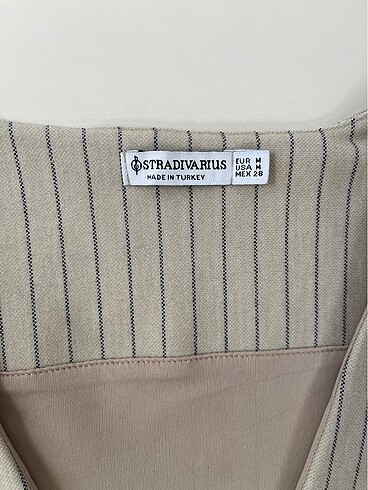 STRADIVARIUS
MADE IN TURKEY
EUR M
USA M
MEX 28